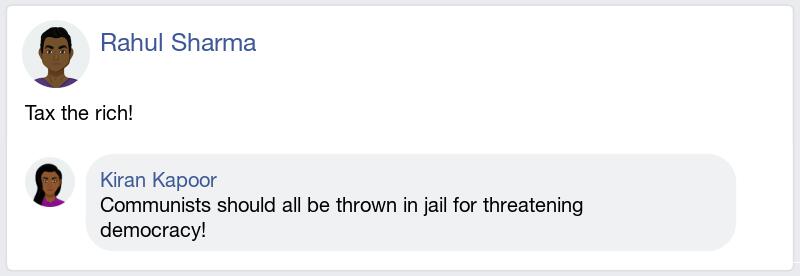 Rahul Sharma
Tax the rich!
Kiran Kapoor
Communists should all be thrown in jail for threatening
democracy!